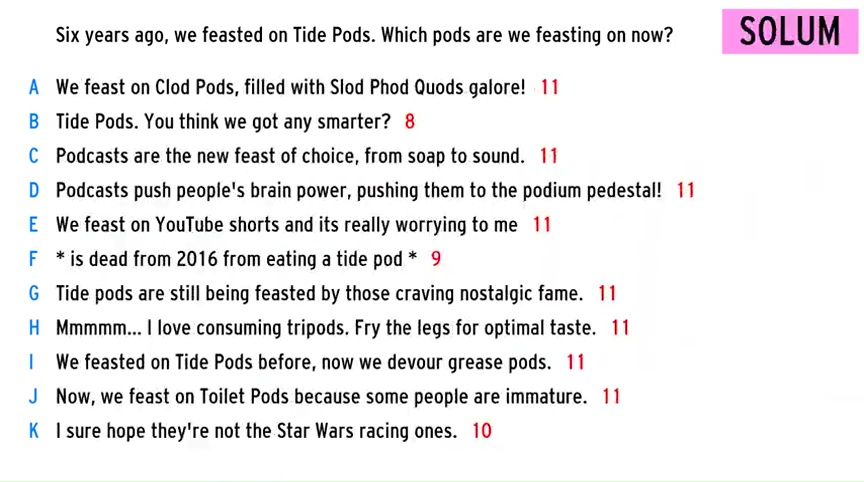 Six years ago, we feasted on Tide Pods. Which pods are we feasting on now?
SOLUM
A We feast on Clod Pods, filled with Slod Phod Quods galore! 11
B Tide Pods. You think we got any smarter? 8
C Podcasts are the new feast of choice, from soap to sound. 11
D Podcasts push people's brain power, pushing them to the podium pedestal! 11
E We feast on YouTube shorts and its really worrying to me 11
F * is dead from 2016 from eating a tide pod * 9
G Tide pods are still being feasted by those craving nostalgic fame. 11
H Mmmmm... I love consuming tripods. Fry the legs for optimal taste. 11
I We feasted on Tide Pods before, now we devour grease pods. 11
J Now, we feast on Toilet Pods because some people are immature. 11
K I sure hope they're not the Star Wars racing ones. 10